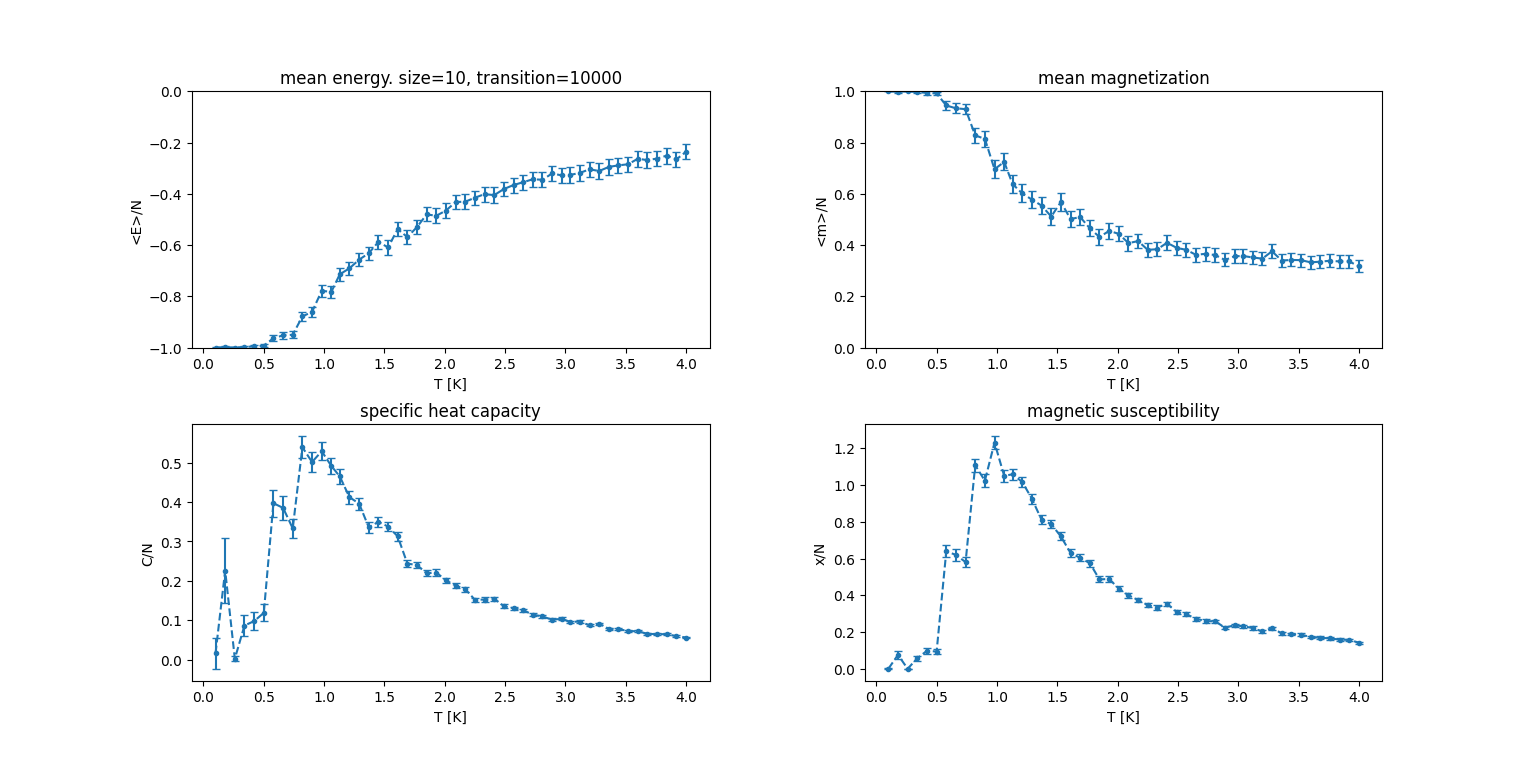 mean energy. size=10, transition=10000
0.0
−0.2
−0.4
−0.6
−0.8
−1.0
<E>/N
0.0 0.5 1.0 1.5 2.0 2.5 3.0 3.5 4.0
T [K]
mean magnetization
1.0
0.8
0.6
0.4
0.2
0.0
<m>/N
0.0 0.5 1.0 1.5 2.0 2.5 3.0 3.5 4.0
T [K]
specific heat capacity
0.5
0.4
0.3
0.2
0.1
0.0
C/N
0.0 0.5 1.0 1.5 2.0 2.5 3.0 3.5 4.0
T [K]
magnetic susceptibility
1.2
1.0
0.8
0.6
0.4
0.2
0.0
x/N
0.0 0.5 1.0 1.5 2.0 2.5 3.0 3.5 4.0
T [K]